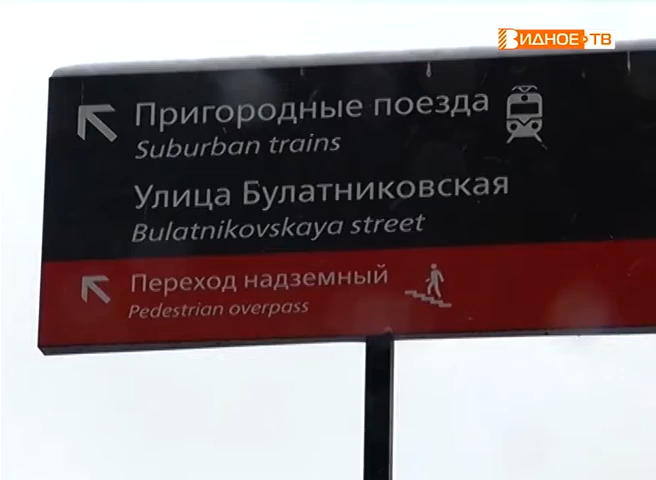 ВИДНОЕ ТВ
Пригородные поезда
Suburban trains
Улица Булатниковская
Bulatnikovskaya street
Переход надземный
Pedestrian overpass